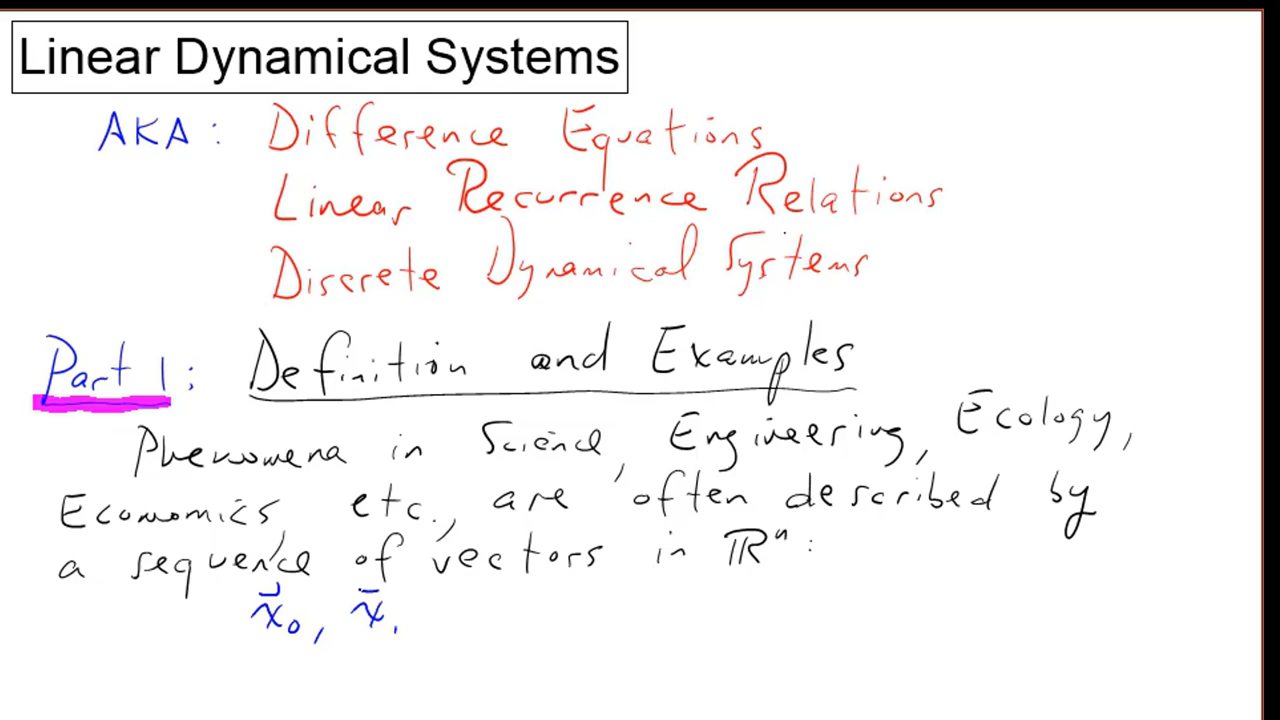 Linear Dynamical Systems
AKA: Difference Equations
Linear Recurrence Relations
Discrete Dynamical Systems
Part 1: Definition and Examples
Phenomena in Science, Engineering, Ecology,
Economics, etc., are often described by
a sequence of vectors in ℝⁿ:
x⃗₀, x⃗₁